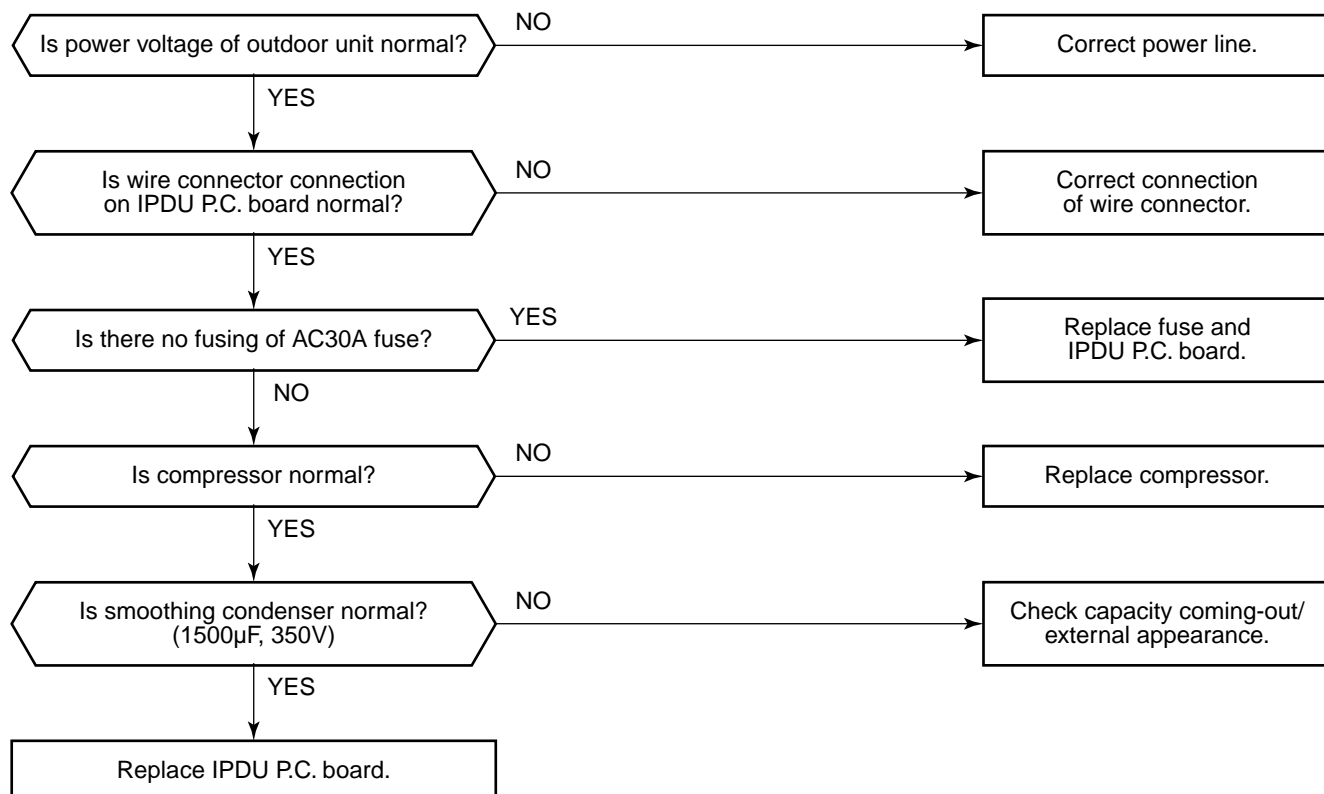 Is power voltage of outdoor unit normal?
NO
Correct power line.
YES
Is wire connector connection
on IPDU P.C. board normal?
NO
Correct connection
of wire connector.
YES
Is there no fusing of AC30A fuse?
YES
Replace fuse and
IPDU P.C. board.
NO
Is compressor normal?
NO
Replace compressor.
YES
Is smoothing condenser normal?
(1500µF, 350V)
NO
Check capacity coming-out/
external appearance.
YES
Replace IPDU P.C. board.